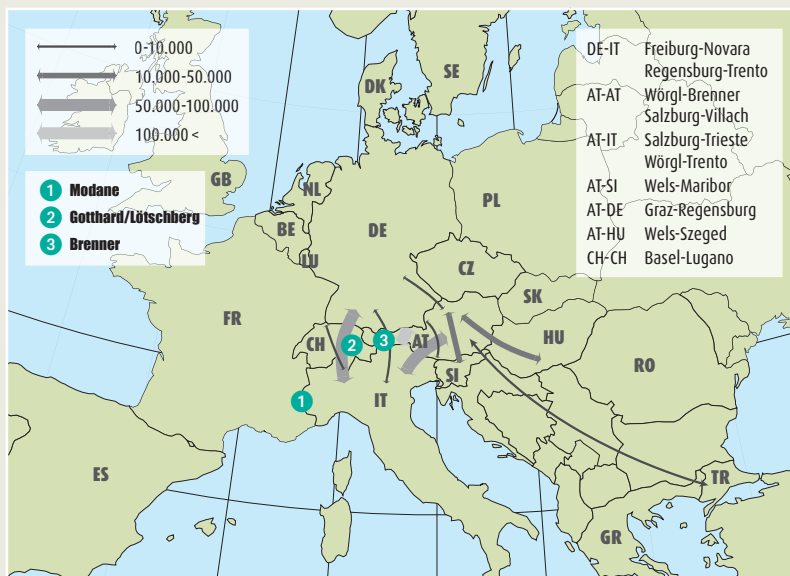 0-10.000
10.000-50.000
50.000-100.000
100.000 <
1 Modane
2 Gotthard/Lötschberg
3 Brenner
DE-IT Freiburg-Novara
Regensburg-Trento
AT-AT Wörgl-Brenner
Salzburg-Villach
AT-IT Salzburg-Trieste
Wörgl-Trento
AT-SI Wels-Maribor
AT-DE Graz-Regensburg
AT-HU Wels-Szeged
CH-CH Basel-Lugano
SE
DK
GB
NL
PL
BE
DE
LU
CZ
SK
FR
CH
2
3
AT
HU
RO
SI
1
IT
ES
TR
GR